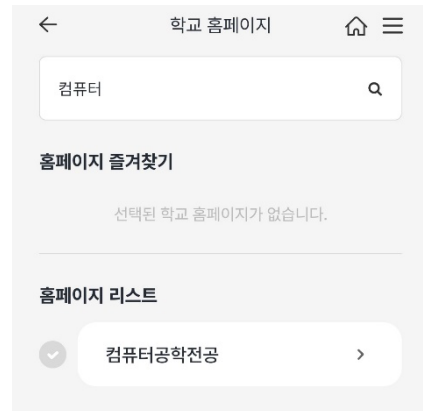 학교 홈페이지
컴퓨터
홈페이지 즐겨찾기
선택된 학교 홈페이지가 없습니다.
홈페이지 리스트
컴퓨터공학전공